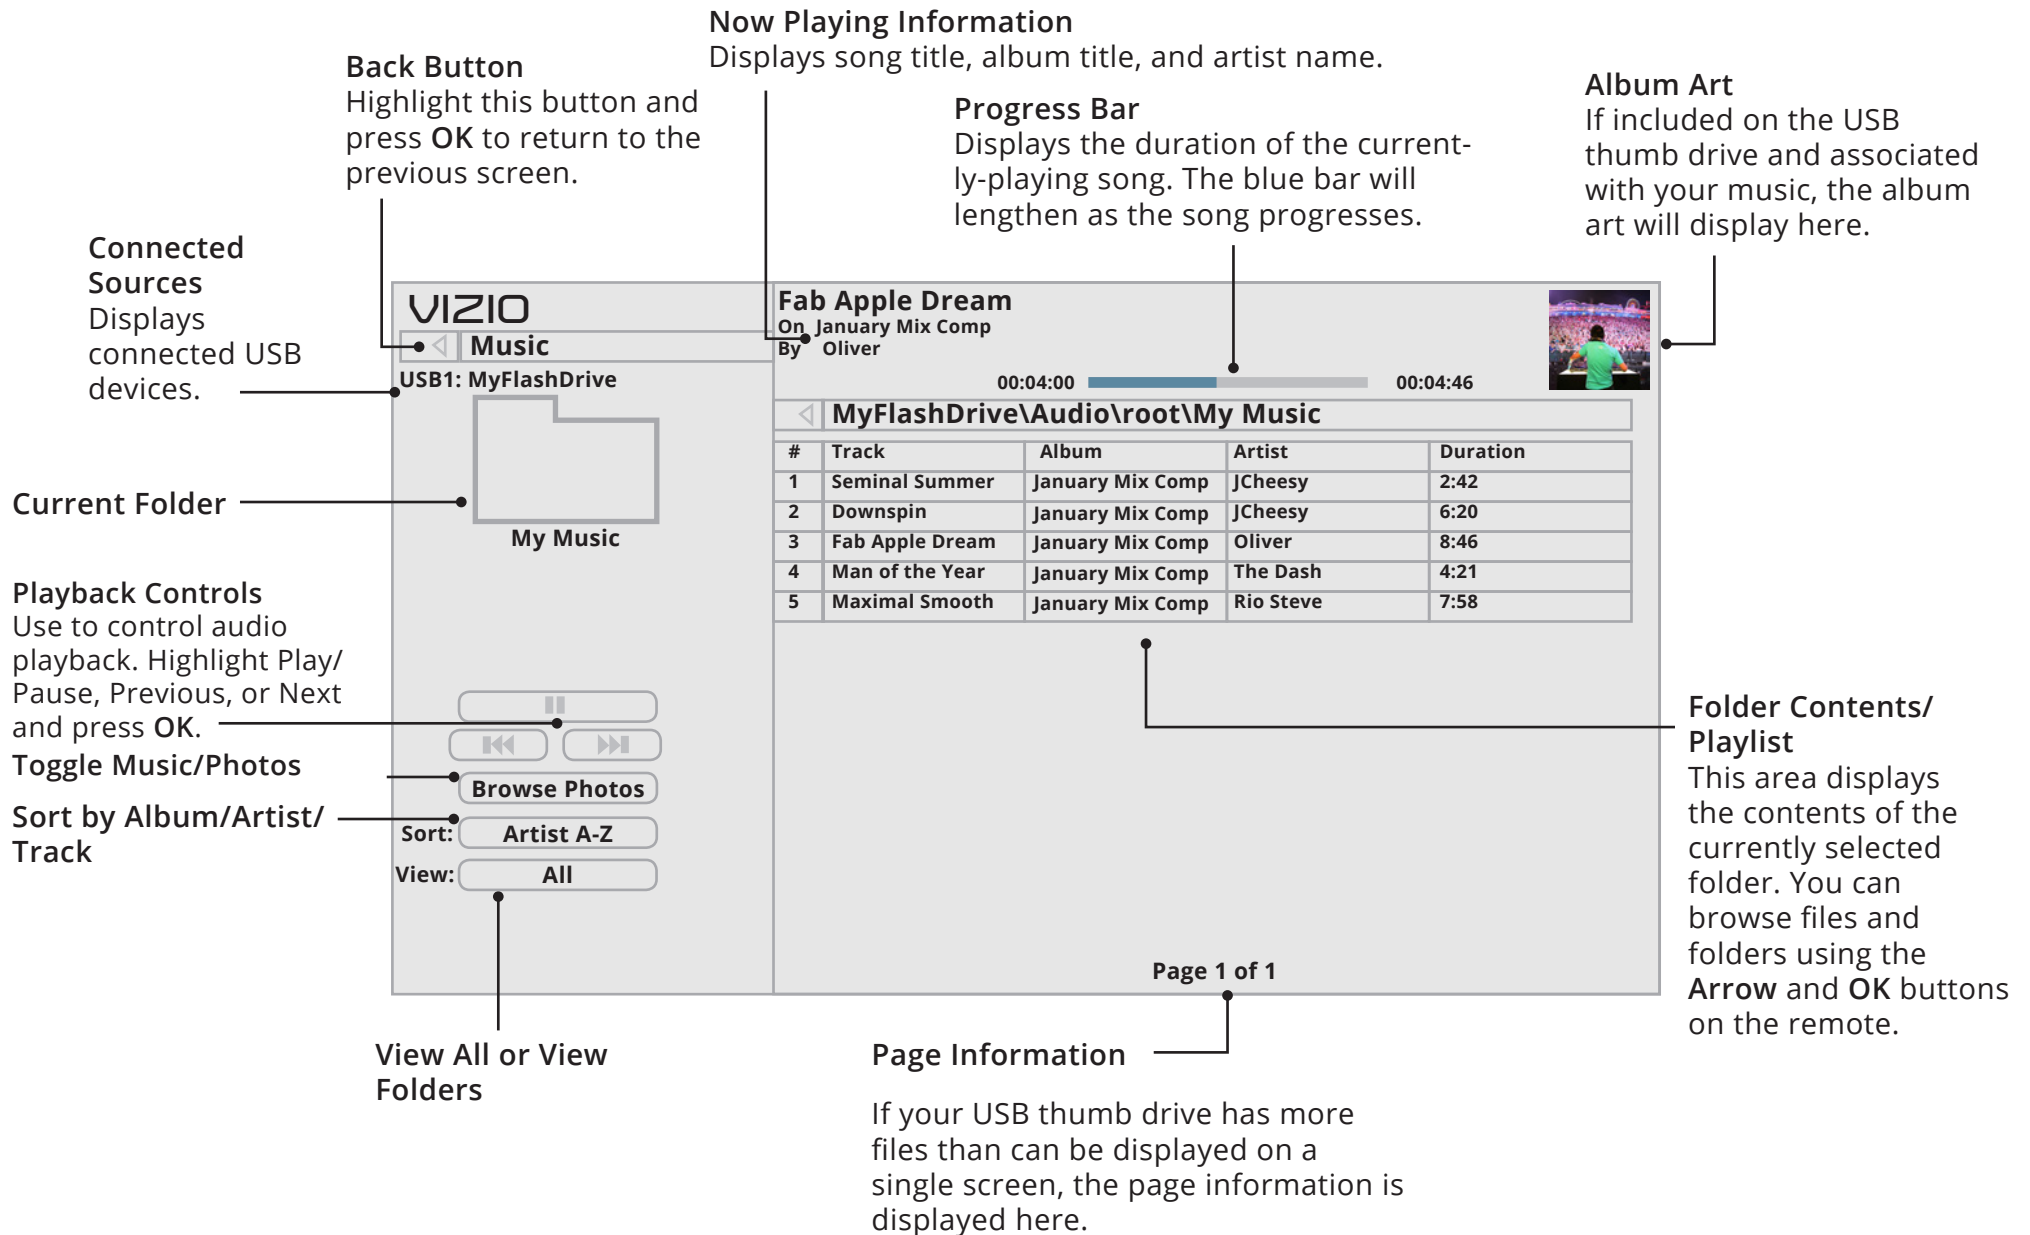 Now Playing Information
Displays song title, album title, and artist name.
Back Button
Highlight this button and
press OK to return to the
previous screen.
Progress Bar
Displays the duration of the current-
ly-playing song. The blue bar will
lengthen as the song progresses.
Album Art
If included on the USB
thumb drive and associated
with your music, the album
art will display here.
Connected
Sources
Displays
connected USB
devices.
Current Folder
Playback Controls
Use to control audio
playback. Highlight Play/
Pause, Previous, or Next
and press OK.
Toggle Music/Photos
Sort by Album/Artist/
Track
VIZIO
Music
USB1: MyFlashDrive
My Music
Browse Photos
Sort: Artist A-Z
View: All
Fab Apple Dream
On January Mix Comp
By Oliver
00:04:00 00:04:46
MyFlashDrive\Audio\root\My Music
# Track Album Artist Duration
1 Seminal Summer January Mix Comp JCheesy 2:42
2 Downspin January Mix Comp JCheesy 6:20
3 Fab Apple Dream January Mix Comp Oliver 8:46
4 Man of the Year January Mix Comp The Dash 4:21
5 Maximal Smooth January Mix Comp Rio Steve 7:58
Page 1 of 1
Folder Contents/
Playlist
This area displays
the contents of the
currently selected
folder. You can
browse files and
folders using the
Arrow and OK buttons
on the remote.
View All or View
Folders
Page Information
If your USB thumb drive has more
files than can be displayed on a
single screen, the page information is
displayed here.